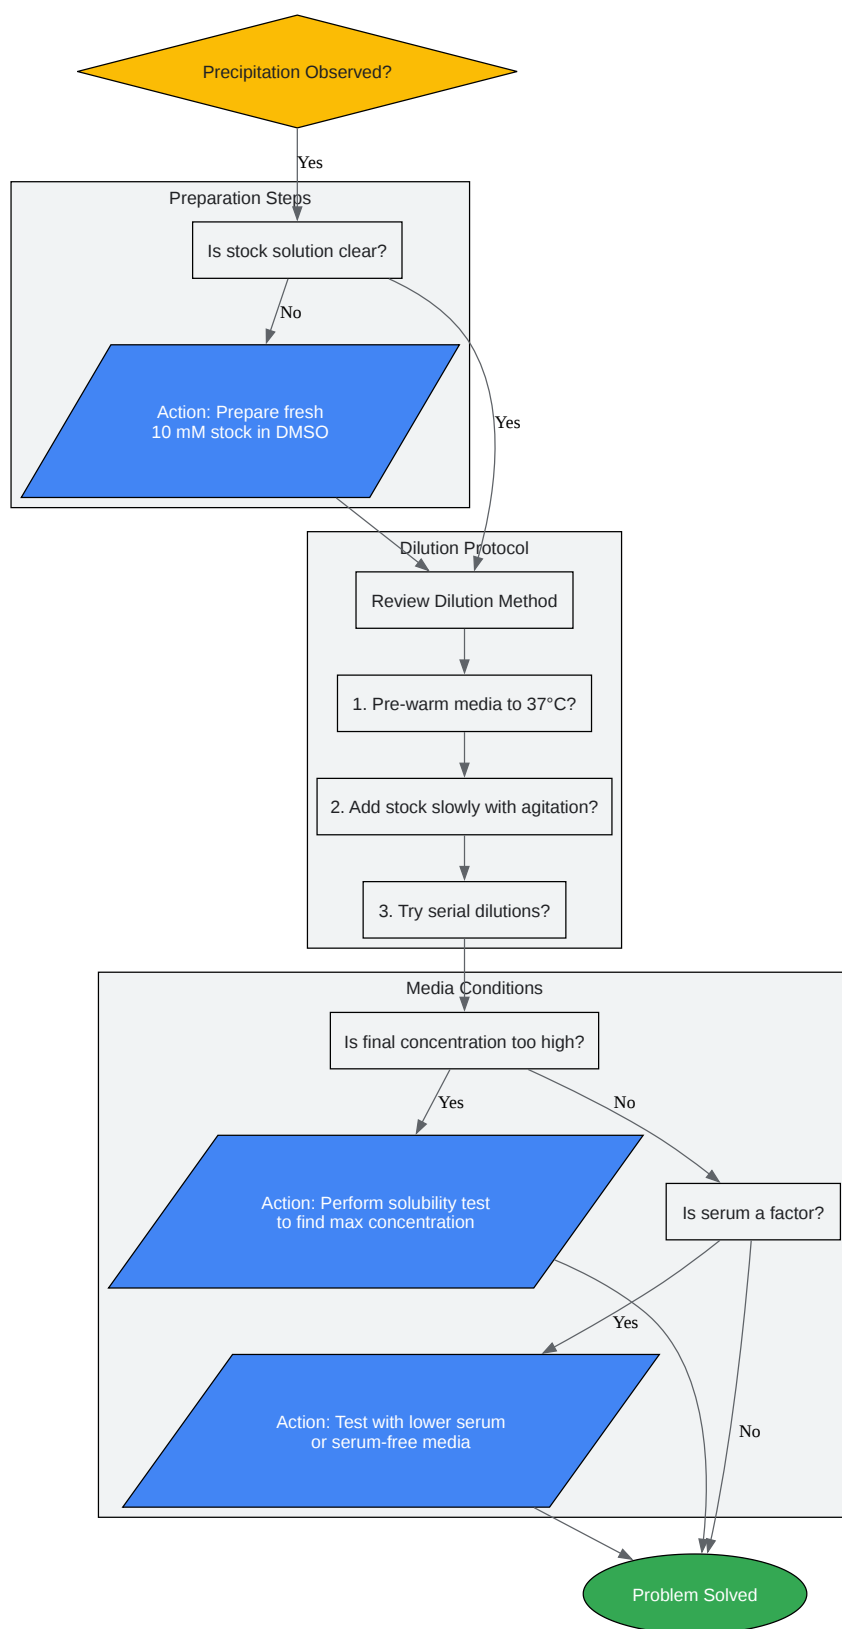 Precipitation Observed?
Yes
Preparation Steps
Is stock solution clear?
No
Action: Prepare fresh
10 mM stock in DMSO
Yes
Dilution Protocol
Review Dilution Method
1. Pre-warm media to 37°C?
2. Add stock slowly with agitation?
3. Try serial dilutions?
Media Conditions
Is final concentration too high?
Yes
No
Action: Perform solubility test
to find max concentration
Is serum a factor?
Yes
Action: Test with lower serum
or serum-free media
No
Problem Solved